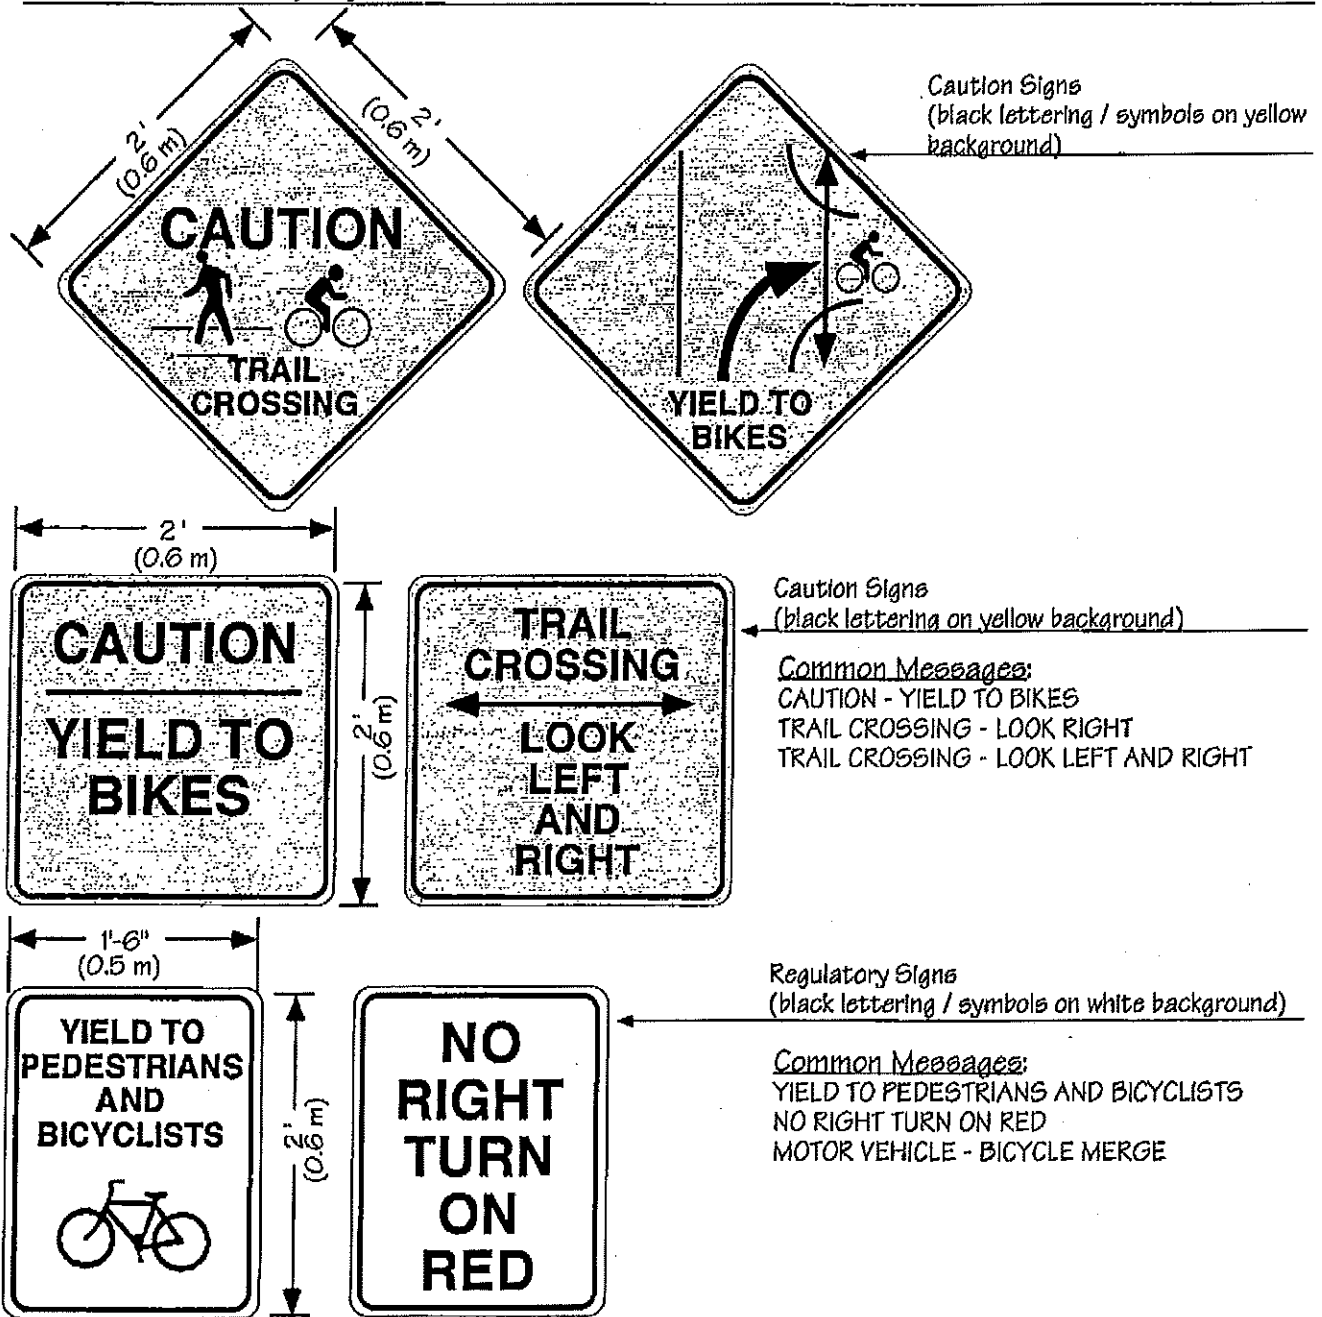 2'
(0.6 m)
2'
(0.6 m)
CAUTION
TRAIL
CROSSING
YIELD TO
BIKES
Caution Signs
(black lettering / symbols on yellow
background)
2'
(0.6 m)
CAUTION
YIELD TO
BIKES
2'
(0.6 m)
TRAIL
CROSSING
LOOK
LEFT
AND
RIGHT
Caution Signs
(black lettering on yellow background)
Common Messages:
CAUTION - YIELD TO BIKES
TRAIL CROSSING - LOOK RIGHT
TRAIL CROSSING - LOOK LEFT AND RIGHT
1'-6"
(0.5 m)
YIELD TO
PEDESTRIANS
AND
BICYCLISTS
2'
(0.6 m)
NO
RIGHT
TURN
ON
RED
Regulatory Signs
(black lettering / symbols on white background)
Common Messages:
YIELD TO PEDESTRIANS AND BICYCLISTS
NO RIGHT TURN ON RED
MOTOR VEHICLE - BICYCLE MERGE